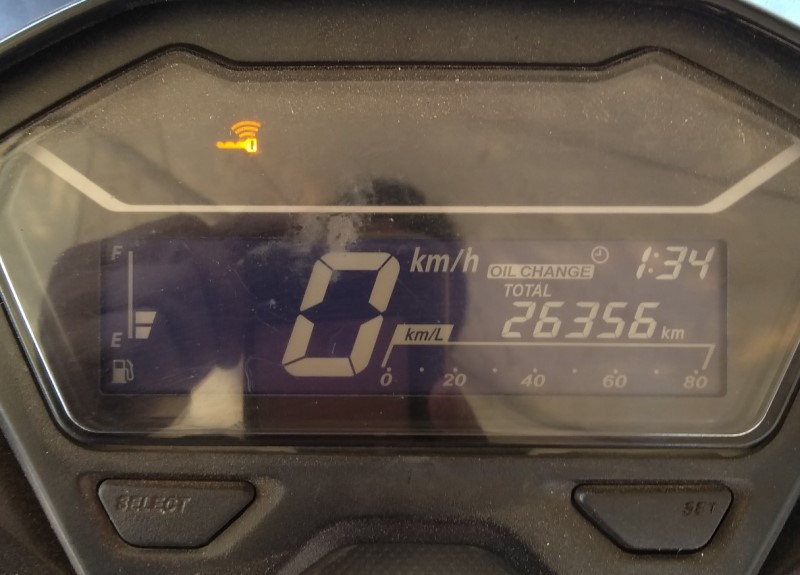 F
km/h
OIL CHANGE
1:34
TOTAL
0
26356 km
km/L
E
0 20 40 60 80
SELECT
SET